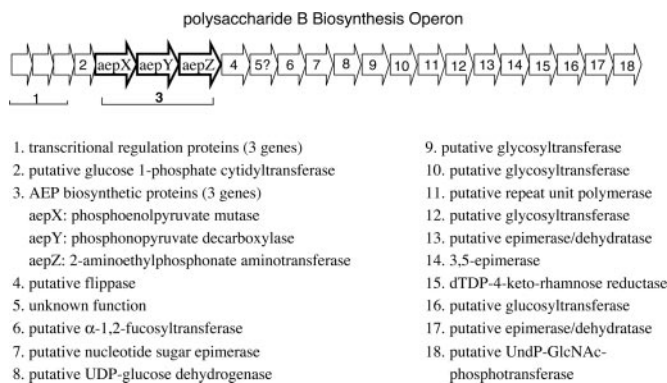 polysaccharide B Biosynthesis Operon
2 aepX aepY aepZ 4 5? 6 7 8 9 10 11 12 13 14 15 16 17 18
1 3
1. transcritional regulation proteins (3 genes)
2. putative glucose 1-phosphate cytidyltransferase
3. AEP biosynthetic proteins (3 genes)
aepX: phosphoenolpyruvate mutase
aepY: phosphonopyruvate decarboxylase
aepZ: 2-aminoethylphosphonate aminotransferase
4. putative flippase
5. unknown function
6. putative α-1,2-fucosyltransferase
7. putative nucleotide sugar epimerase
8. putative UDP-glucose dehydrogenase
9. putative glycosyltransferase
10. putative glycosyltransferase
11. putative repeat unit polymerase
12. putative glycosyltransferase
13. putative epimerase/dehydratase
14. 3,5-epimerase
15. dTDP-4-keto-rhamnose reductase
16. putative glucosyltransferase
17. putative epimerase/dehydratase
18. putative UndP-GlcNAc-
phosphotransferase